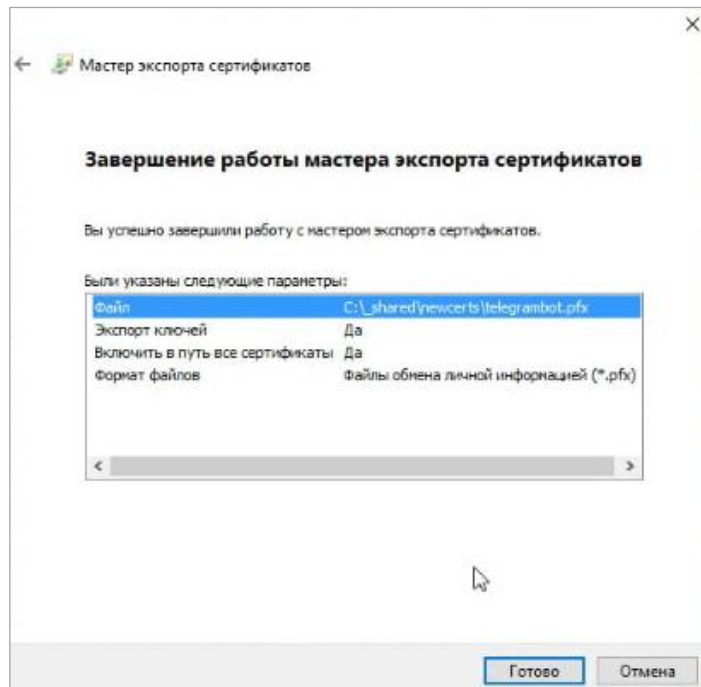 Мастер экспорта сертификатов
Завершение работы мастера экспорта сертификатов
Вы успешно завершили работу с мастером экспорта сертификатов.
Были указаны следующие параметры:
Файл C:\_shared\newcerts\telegrambot.pfx
Экспорт ключей Да
Включить в путь все сертификаты Да
Формат файлов Файлы обмена личной информацией (*.pfx)
Готово Отмена